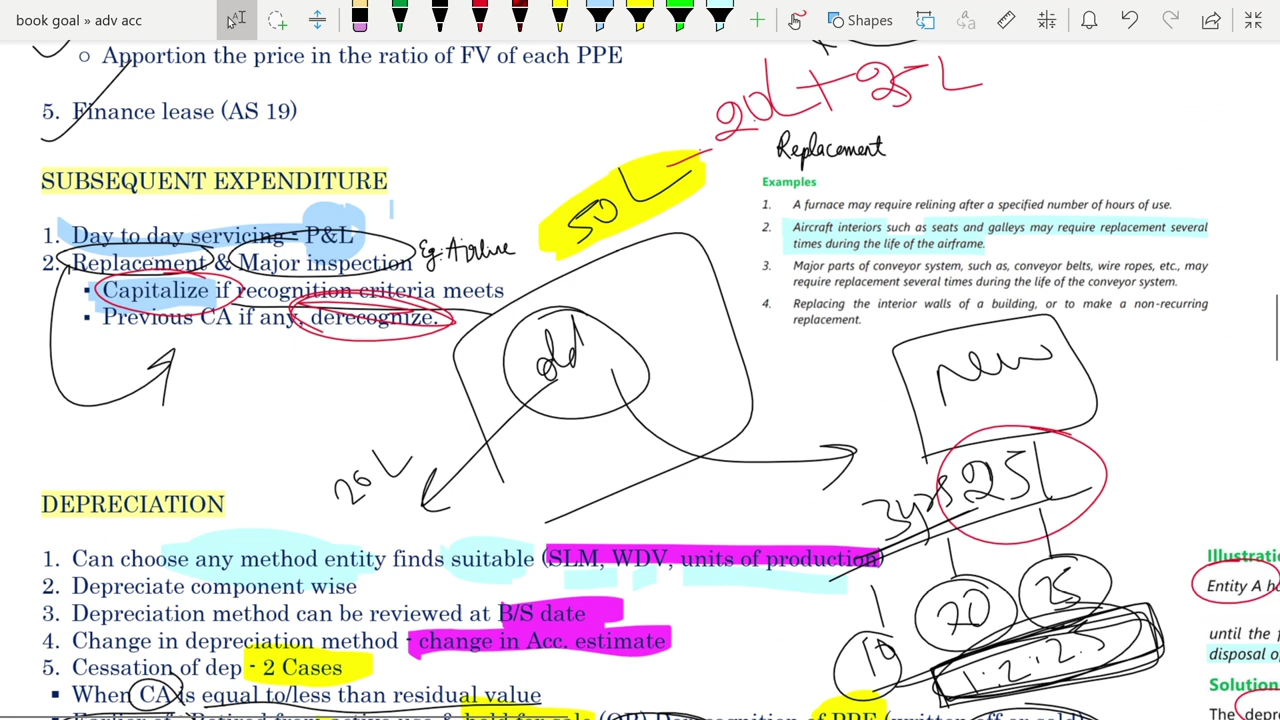 book goal » adv acc
Shapes
○ Apportion the price in the ratio of FV of each PPE
20L + 25L
5. Finance lease (AS 19)
Replacement
SUBSEQUENT EXPENDITURE
50 L
Examples
1. A furnace may require relining after a specified number of hours of use.
2. Aircraft interiors such as seats and galleys may require replacement several
times during the life of the airframe.
3. Major parts of conveyor system, such as, conveyor belts, wire ropes, etc., may
require replacement several times during the life of the conveyor system.
4. Replacing the interior walls of a building, or to make a non-recurring
replacement.
1. Day to day servicing - P&L
2. Replacement & Major inspection
Eg: Airline
▪ Capitalize if recognition criteria meets
▪ Previous CA if any, derecognize.
old
New
20 L
3yrs
25L
DEPRECIATION
1. Can choose any method entity finds suitable (SLM, WDV, units of production)
2. Depreciate component wise
3. Depreciation method can be reviewed at B/S date
4. Change in depreciation method - change in Acc. estimate
5. Cessation of dep - 2 Cases
▪ When CA is equal to/less than residual value
10
20
25
1:2:2.5
Illustratio
Entity A h
until the p
disposal o
Solution
The depr